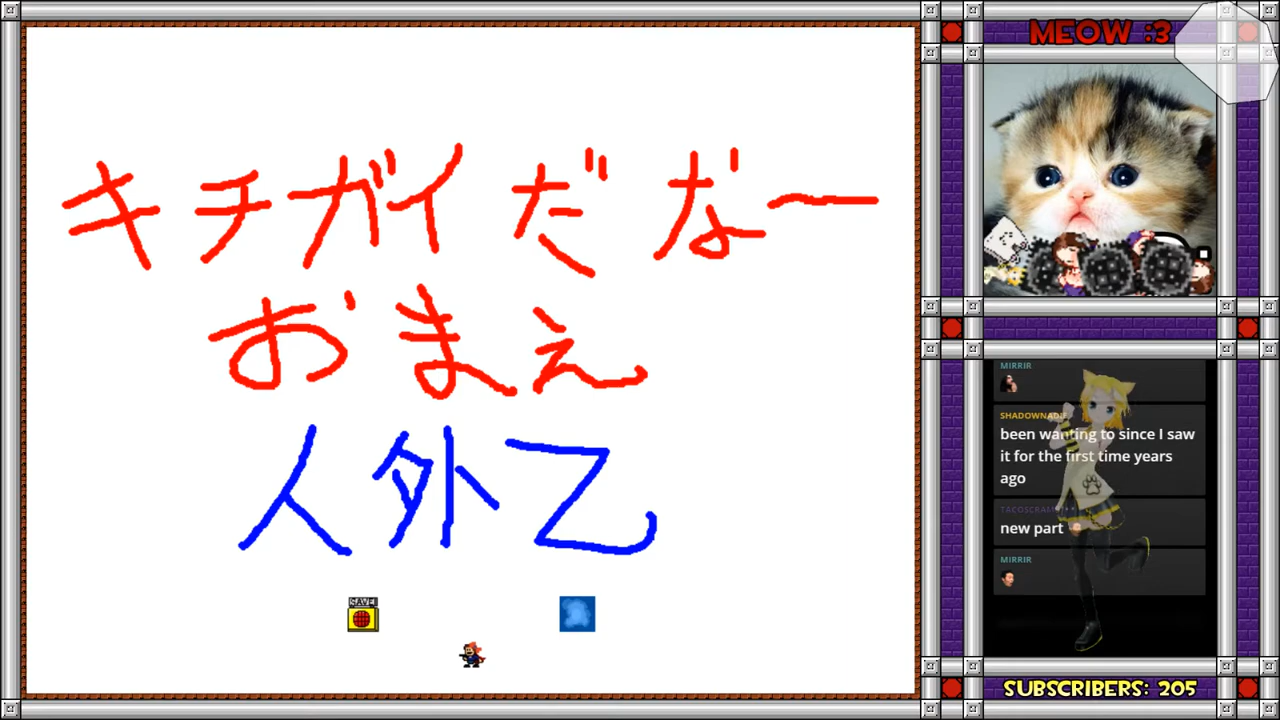 MEOW :3
キチガイだなー
おまえ
人外乙
SAVE
MIRRIR
SHADOWNADIE
been wanting to since I saw
it for the first time years
ago
new part
MIRRIR
SUBSCRIBERS: 205